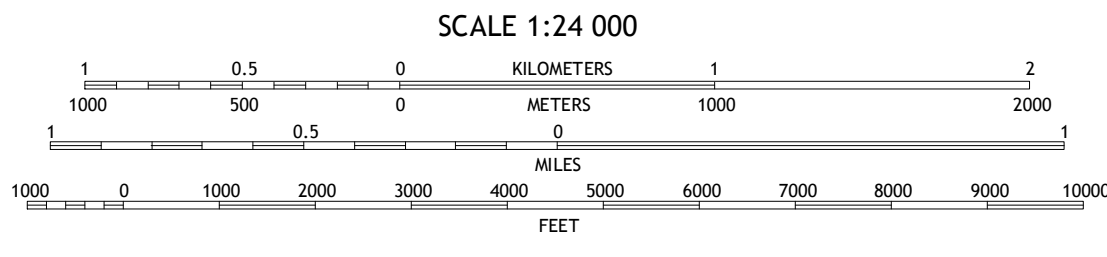 SCALE 1:24 000
1 0.5 0 KILOMETERS 1 2
1000 500 0 METERS 1000 2000
1 0.5 0 1
MILES
1000 0 1000 2000 3000 4000 5000 6000 7000 8000 9000 10000
FEET